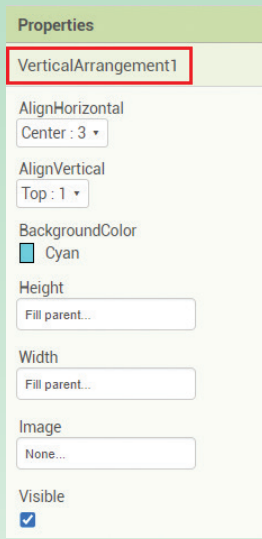 Properties
VerticalArrangement1
AlignHorizontal
Center : 3
AlignVertical
Top : 1
BackgroundColor
Cyan
Height
Fill parent...
Width
Fill parent...
Image
None...
Visible